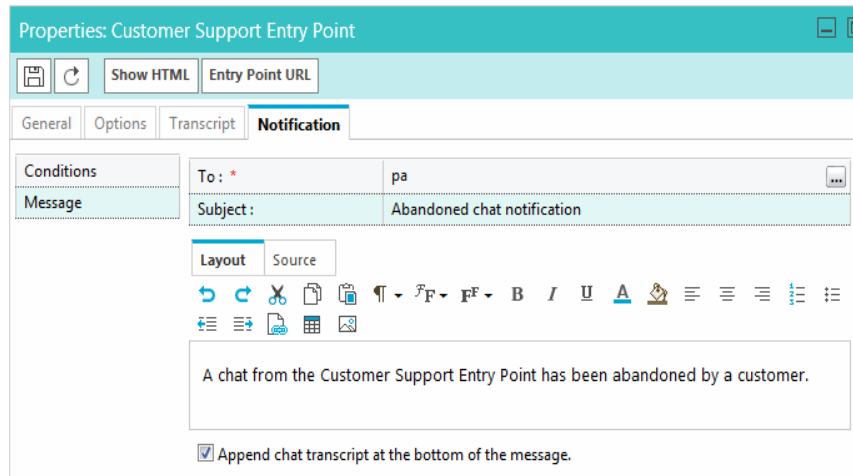 Properties: Customer Support Entry Point
Show HTML Entry Point URL
General Options Transcript Notification
Conditions
Message
To : * pa ...
Subject : Abandoned chat notification
Layout Source
A chat from the Customer Support Entry Point has been abandoned by a customer.
Append chat transcript at the bottom of the message.